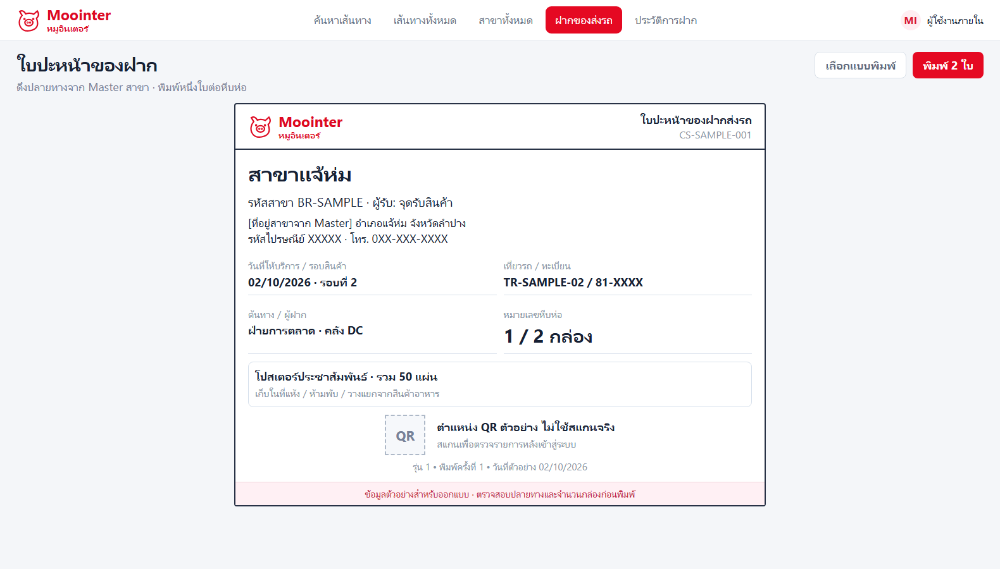 Moointer
หมูอินเตอร์
ค้นหาเส้นทาง
เส้นทางทั้งหมด
สาขาทั้งหมด
ฝากของส่งรถ
ประวัติการฝาก
MI
ผู้ใช้งานภายใน
ใบปะหน้าของฝาก
ดึงปลายทางจาก Master สาขา · พิมพ์หนึ่งใบต่อหีบห่อ
เลือกแบบพิมพ์
พิมพ์ 2 ใบ
Moointer
หมูอินเตอร์
ใบปะหน้าของฝากส่งรถ
CS-SAMPLE-001
สาขาแจ้ห่ม
รหัสสาขา BR-SAMPLE · ผู้รับ: จุดรับสินค้า
[ที่อยู่สาขาจาก Master] อำเภอแจ้ห่ม จังหวัดลำปาง
รหัสไปรษณีย์ XXXXX · โทร. 0XX-XXX-XXXX
วันที่ให้บริการ / รอบสินค้า
02/10/2026 · รอบที่ 2
เที่ยวรถ / ทะเบียน
TR-SAMPLE-02 / 81-XXXX
ต้นทาง / ผู้ฝาก
ฝ่ายการตลาด · คลัง DC
หมายเลขหีบห่อ
1 / 2 กล่อง
โปสเตอร์ประชาสัมพันธ์ · รวม 50 แผ่น
เก็บในที่แห้ง / ห้ามพับ / วางแยกจากสินค้าอาหาร
QR
ตำแหน่ง QR ตัวอย่าง ไม่ใช้สแกนจริง
สแกนเพื่อตรวจรายการหลังเข้าสู่ระบบ
รุ่น 1 • พิมพ์ครั้งที่ 1 • วันที่ตัวอย่าง 02/10/2026
ข้อมูลตัวอย่างสำหรับออกแบบ · ตรวจสอบปลายทางและจำนวนกล่องก่อนพิมพ์